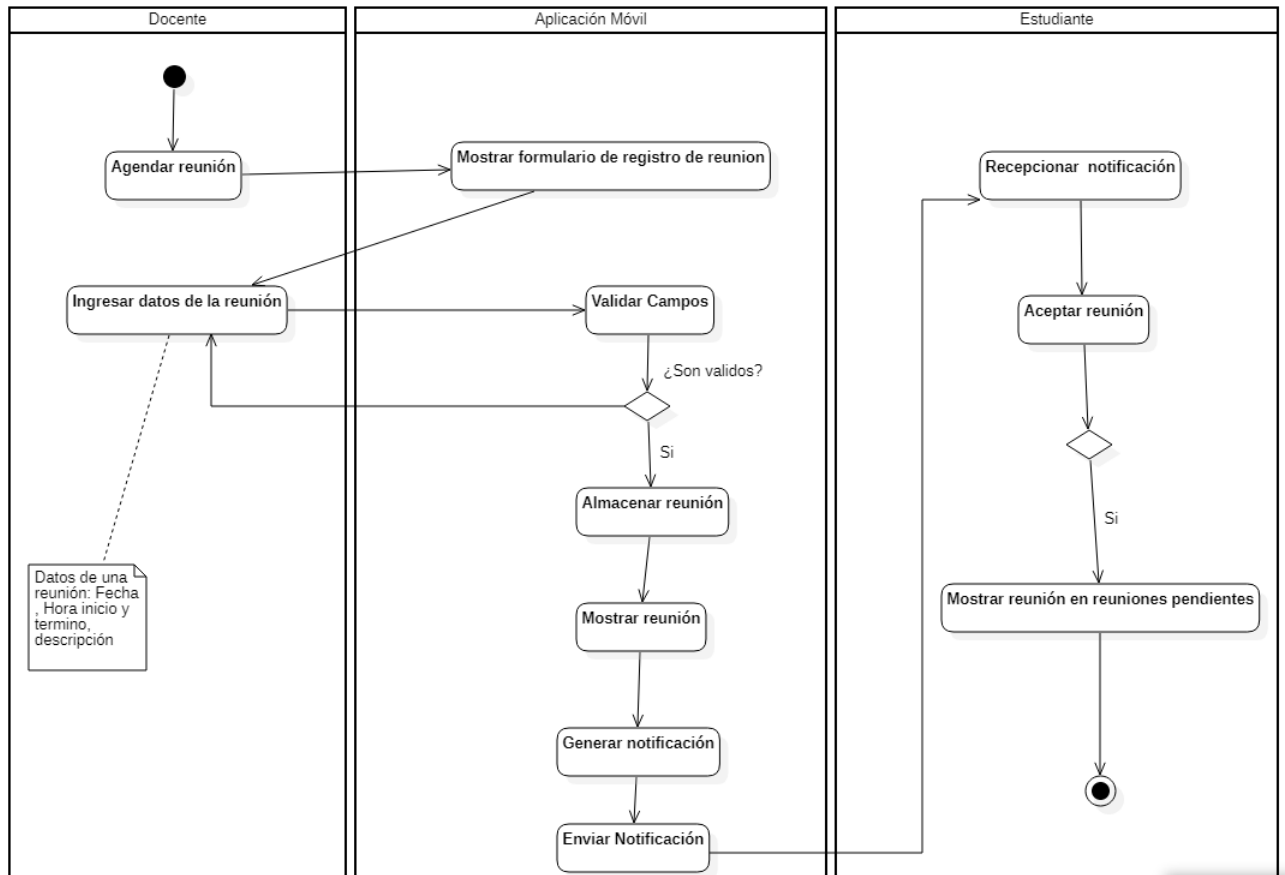 Docente
Aplicación Móvil
Estudiante
Agendar reunión
Mostrar formulario de registro de reunion
Recepcionar  notificación
Ingresar datos de la reunión
Validar Campos
Aceptar reunión
¿Son validos?
Si
Almacenar reunión
Si
Datos de una
reunión: Fecha
, Hora inicio y
termino,
descripción
Mostrar reunión
Mostrar reunión en reuniones pendientes
Generar notificación
Enviar Notificación